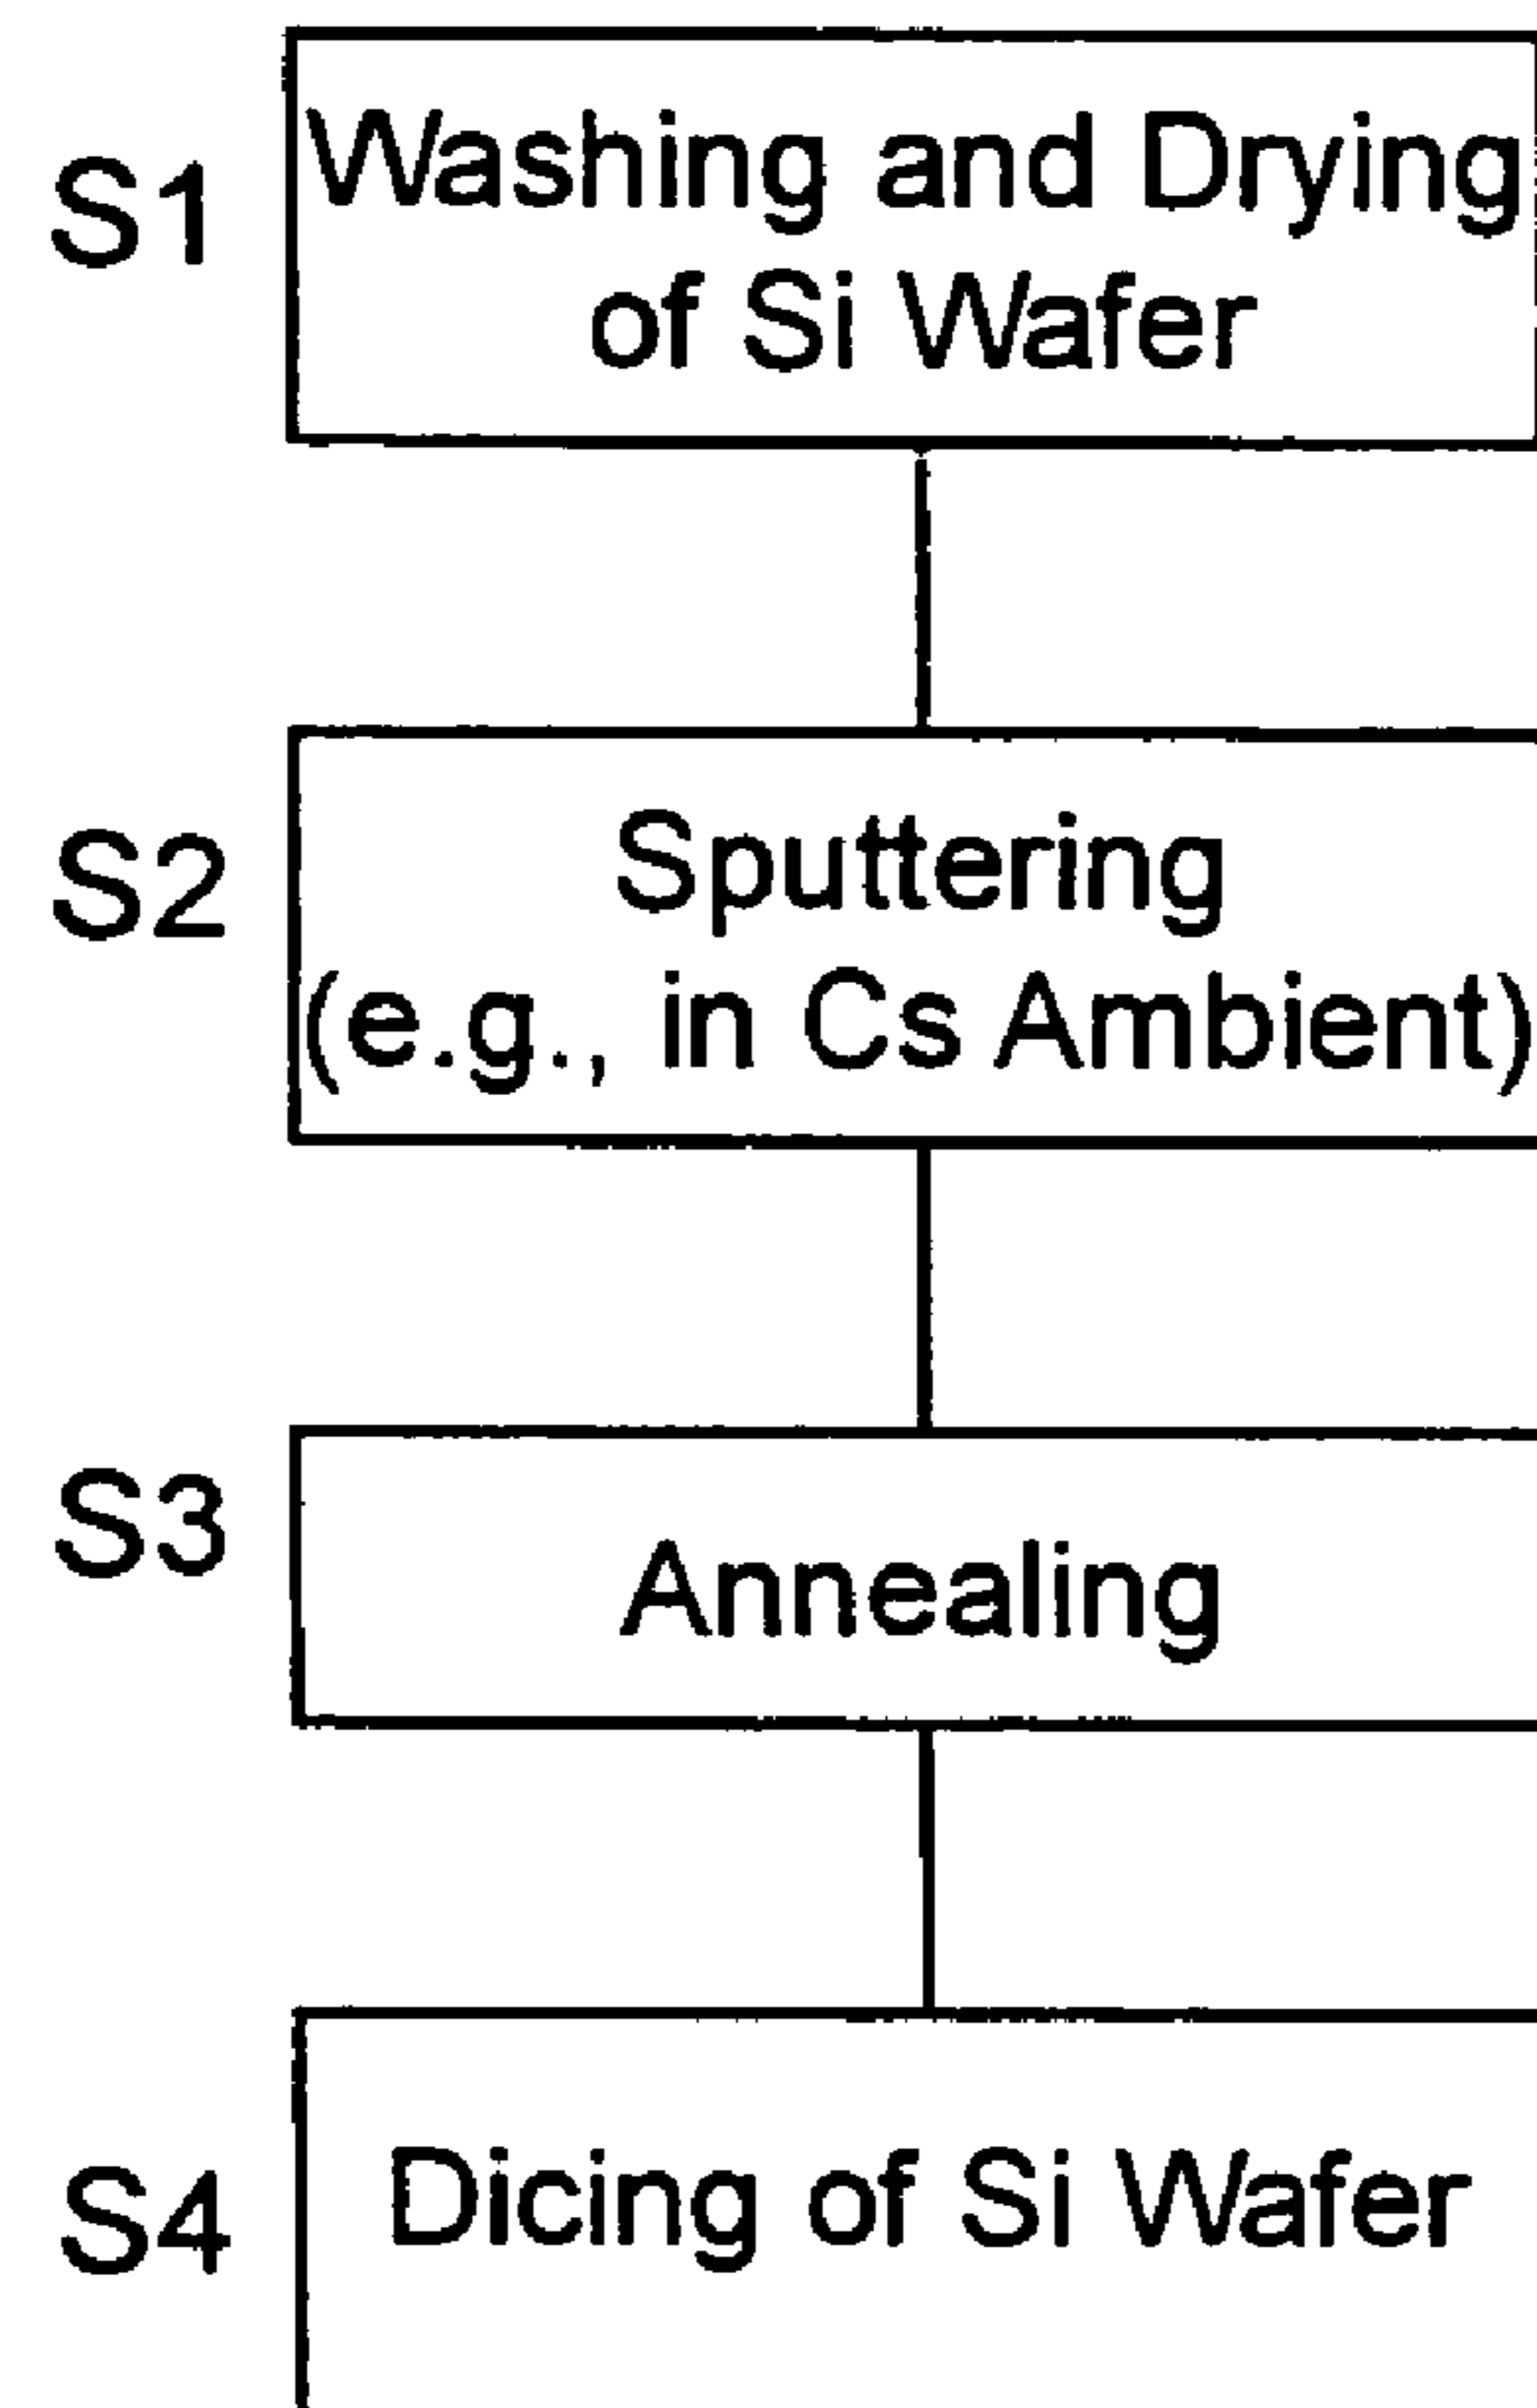 S1
Washing and Drying
of Si Wafer
S2
Sputtering
(e.g., in Cs Ambient)
S3
Annealing
S4
Dicing of Si Wafer